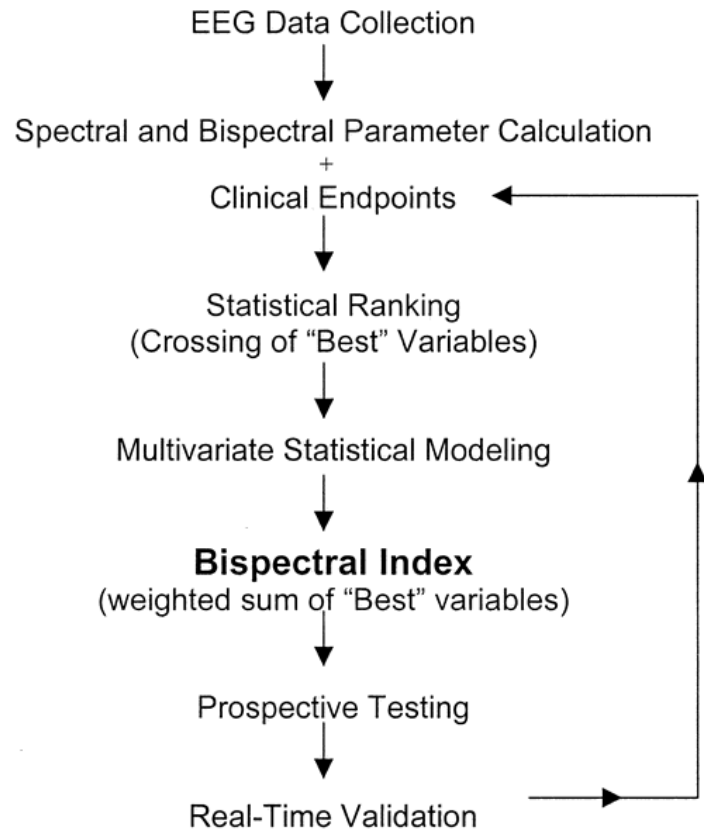 EEG Data Collection
Spectral and Bispectral Parameter Calculation
+
Clinical Endpoints
Statistical Ranking
(Crossing of “Best” Variables)
Multivariate Statistical Modeling
Bispectral Index
(weighted sum of “Best” variables)
Prospective Testing
Real-Time Validation